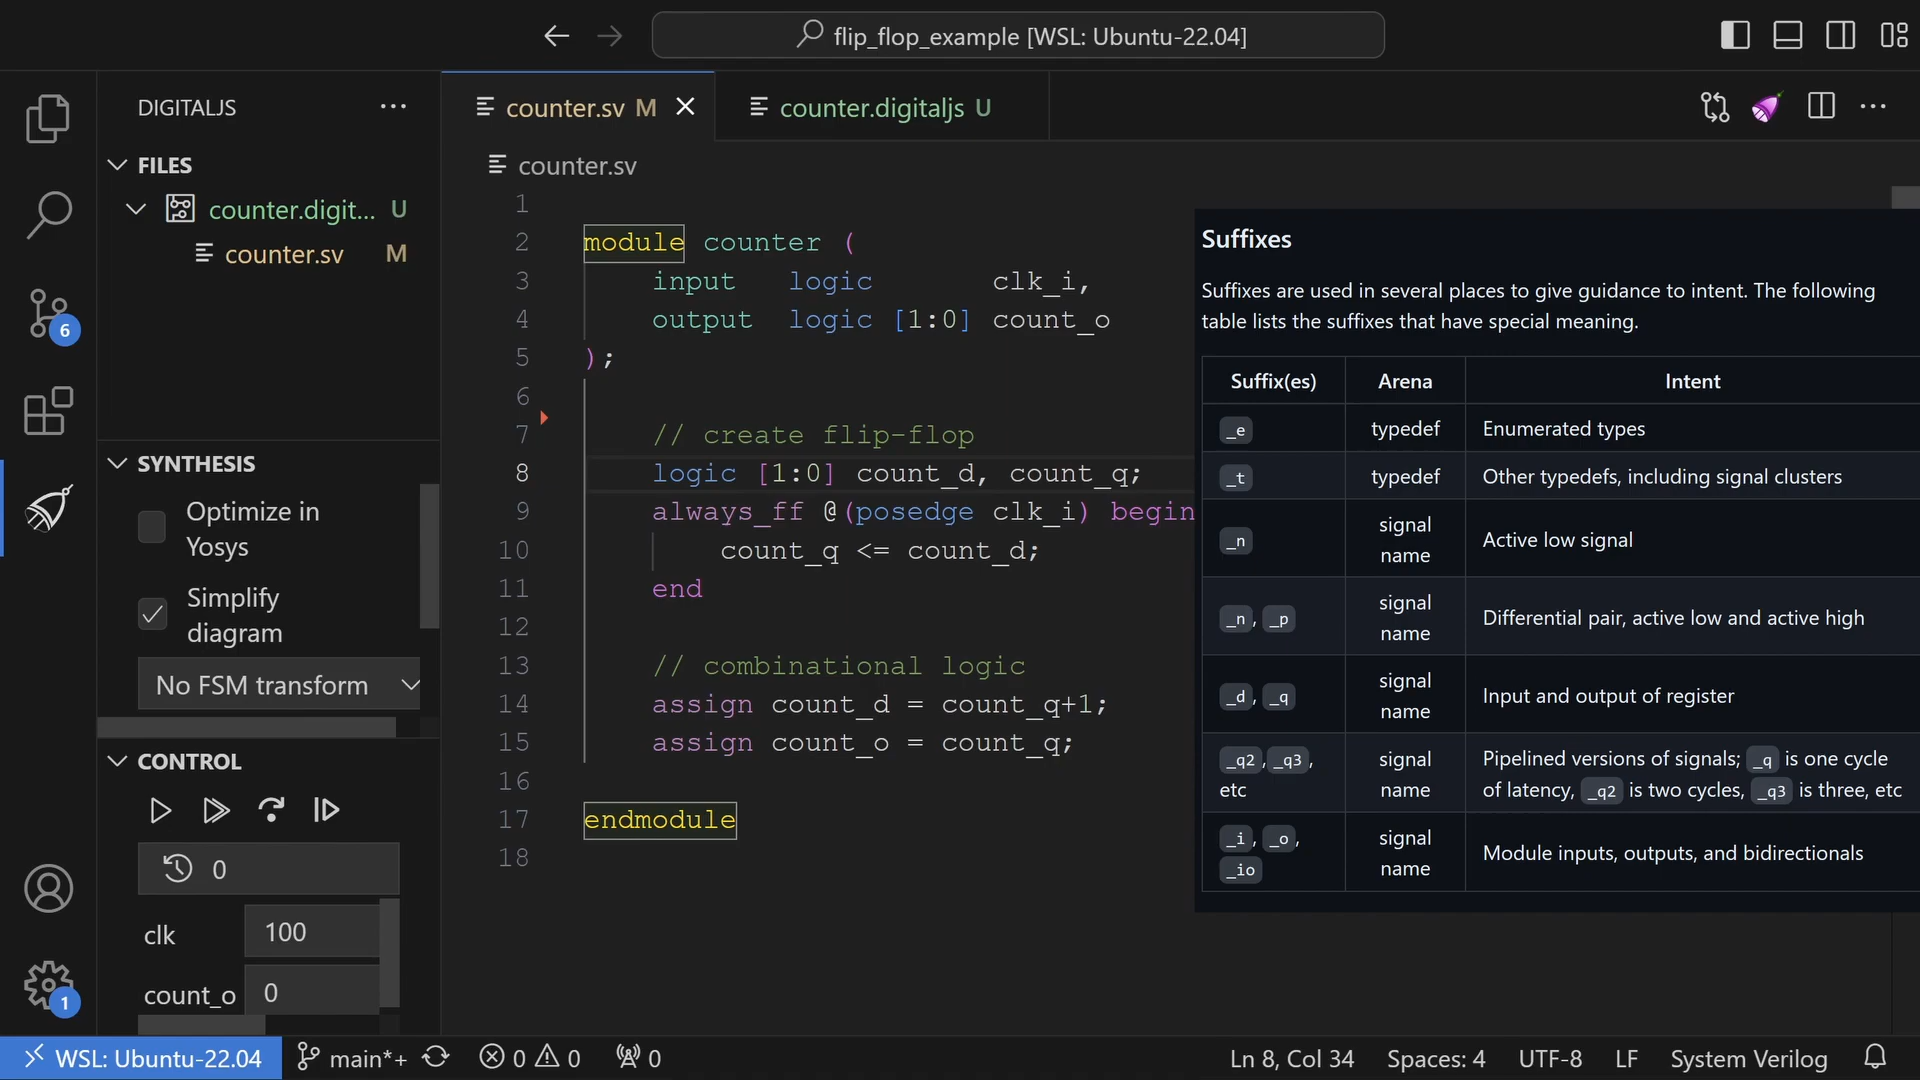 flip_flop_example [WSL: Ubuntu-22.04]
DIGITALJS
FILES
counter.digit... U
counter.sv M
SYNTHESIS
Optimize in
Yosys
Simplify
diagram
No FSM transform
CONTROL
0
clk 100
count_o 0
6
1
counter.sv M
counter.digitaljs U
counter.sv
1
2 module counter (
3 input logic clk_i,
4 output logic [1:0] count_o
5 );
6
7 // create flip-flop
8 logic [1:0] count_d, count_q;
9 always_ff @(posedge clk_i) begin
10 count_q <= count_d;
11 end
12
13 // combinational logic
14 assign count_d = count_q+1;
15 assign count_o = count_q;
16
17 endmodule
18
Suffixes
Suffixes are used in several places to give guidance to intent. The following
table lists the suffixes that have special meaning.
Suffix(es) Arena Intent
_e typedef Enumerated types
_t typedef Other typedefs, including signal clusters
_n signal name Active low signal
_n, _p signal name Differential pair, active low and active high
_d, _q signal name Input and output of register
_q2, _q3, signal Pipelined versions of signals; _q is one cycle
etc name of latency, _q2 is two cycles, _q3 is three, etc
_i, _o, signal
_io name Module inputs, outputs, and bidirectionals
WSL: Ubuntu-22.04 main*+ 0 0 0 Ln 8, Col 34 Spaces: 4 UTF-8 LF System Verilog